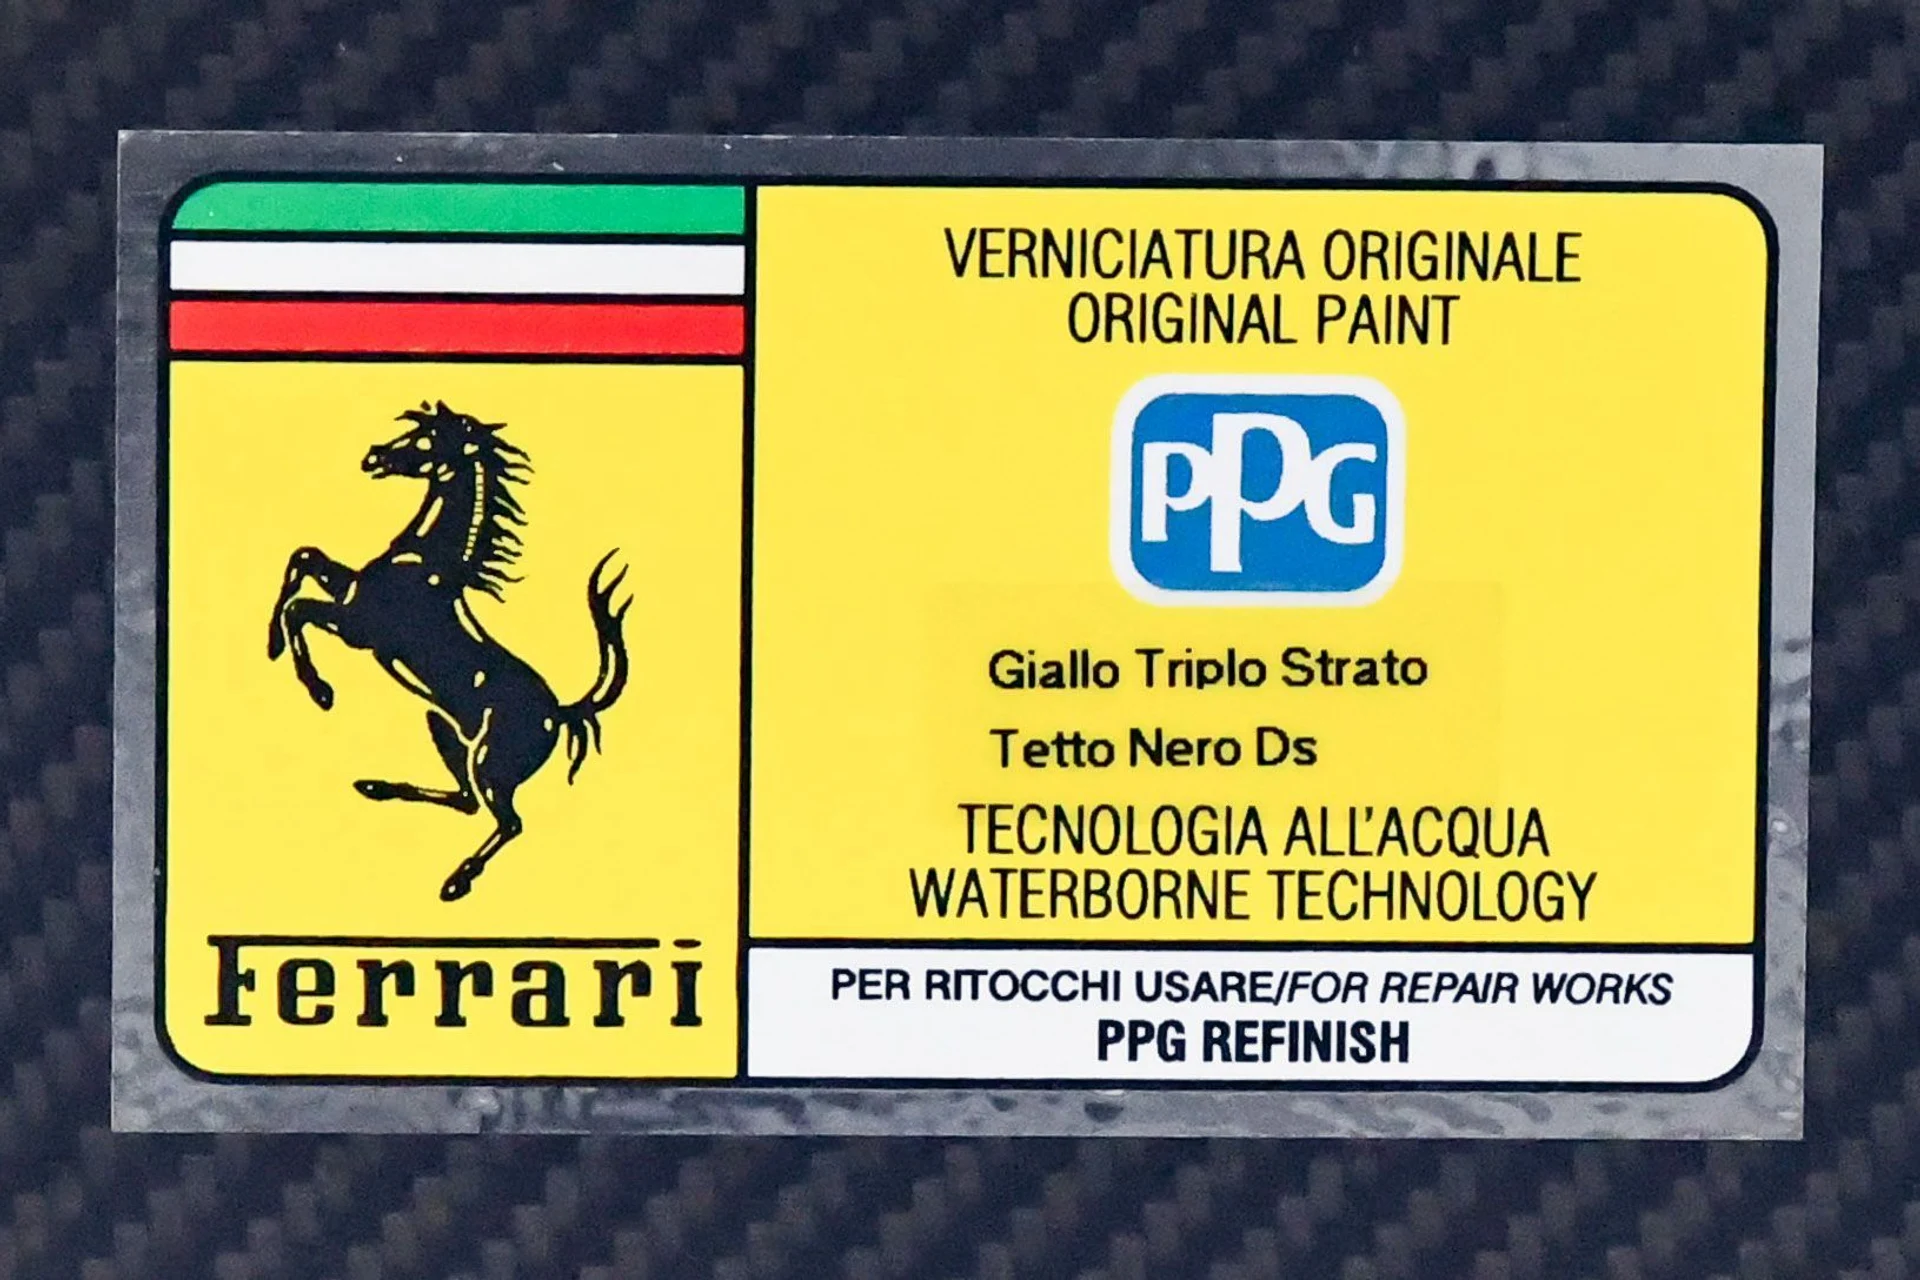 Ferrari
VERNICIATURA ORIGINALE
ORIGINAL PAINT
PPG
Giallo Triplo Strato
Tetto Nero Ds
TECNOLOGIA ALL'ACQUA
WATERBORNE TECHNOLOGY
PER RITOCCHI USARE/FOR REPAIR WORKS
PPG REFINISH